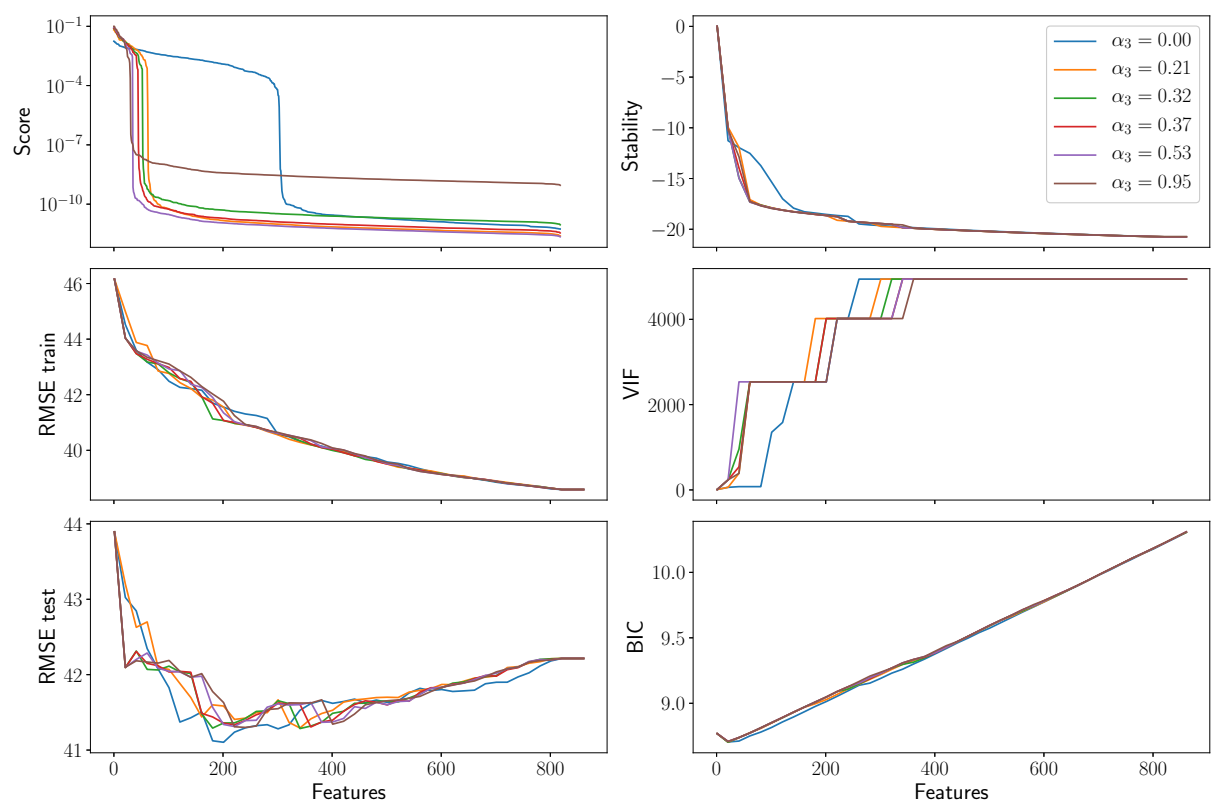 Score
10⁻¹
10⁻⁴
10⁻⁷
10⁻¹⁰
Stability
0
−5
−10
−15
−20
α₃ = 0.00
α₃ = 0.21
α₃ = 0.32
α₃ = 0.37
α₃ = 0.53
α₃ = 0.95
RMSE train
46
44
42
40
VIF
4000
2000
0
RMSE test
44
43
42
41
0
200
400
600
800
Features
BIC
10.0
9.5
9.0
0
200
400
600
800
Features